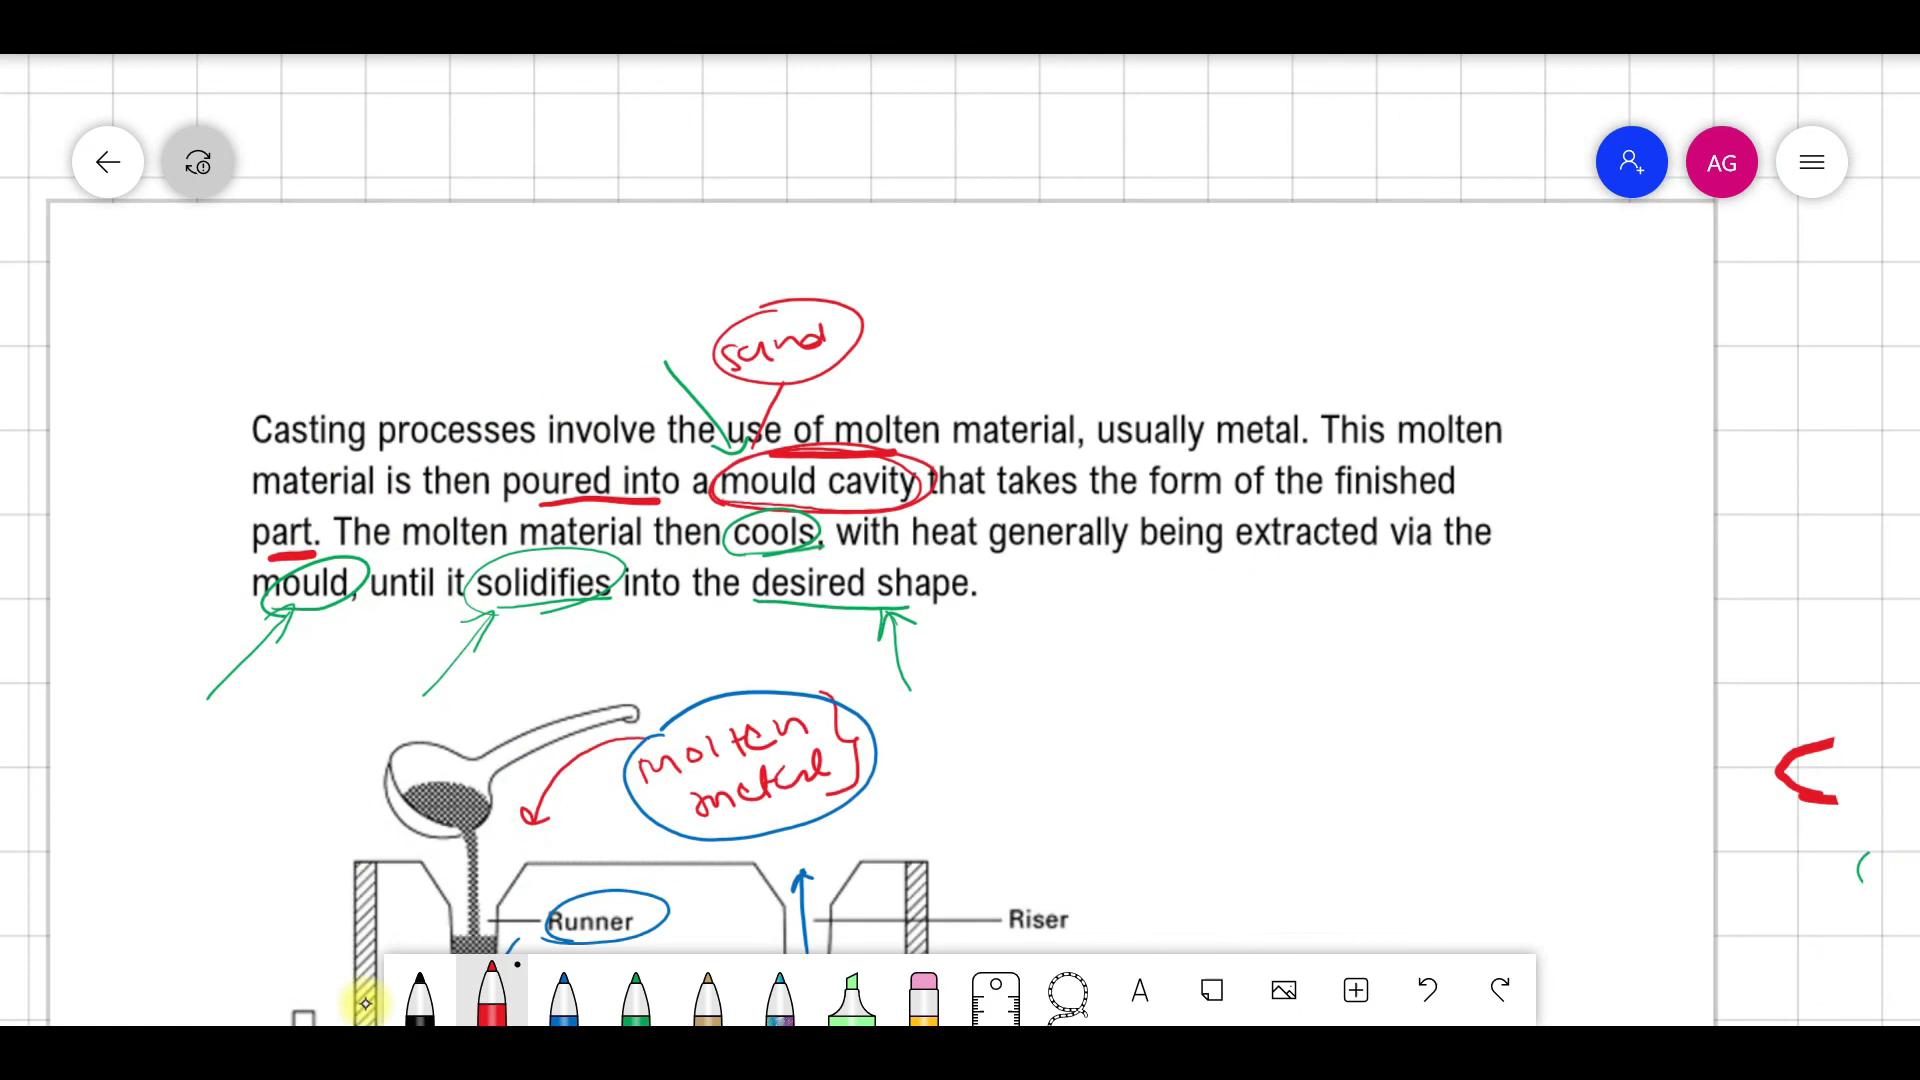 AG
sand
Casting processes involve the use of molten material, usually metal. This molten
material is then poured into a mould cavity that takes the form of the finished
part. The molten material then cools, with heat generally being extracted via the
mould, until it solidifies into the desired shape.
Molten
metal
Runner
Riser
A